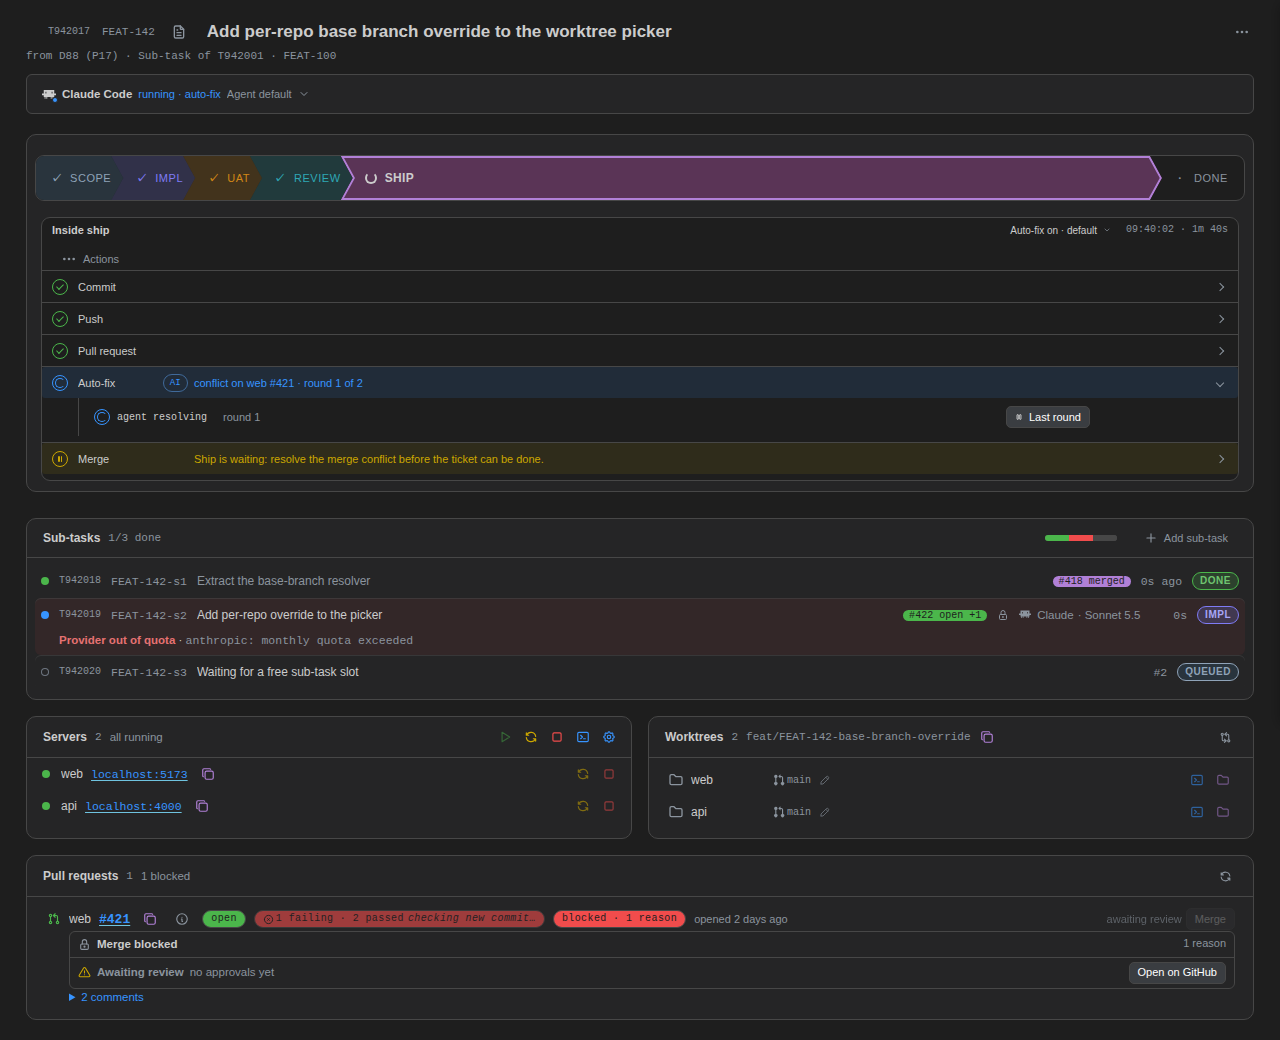 T942017 FEAT-142 Add per-repo base branch override to the worktree picker
from D88 (P17) · Sub-task of T942001 · FEAT-100
Claude Code running · auto-fix Agent default
SCOPE IMPL UAT REVIEW SHIP DONE
Inside ship Auto-fix on · default 09:40:02 · 1m 40s
Actions
Commit
Push
Pull request
Auto-fix AI conflict on web #421 · round 1 of 2
agent resolving round 1 Last round
Merge Ship is waiting: resolve the merge conflict before the ticket can be done.
Sub-tasks 1/3 done Add sub-task
T942018 FEAT-142-s1 Extract the base-branch resolver #418 merged 0s ago DONE
T942019 FEAT-142-s2 Add per-repo override to the picker #422 open +1 Claude · Sonnet 5.5 0s IMPL
Provider out of quota · anthropic: monthly quota exceeded
T942020 FEAT-142-s3 Waiting for a free sub-task slot #2 QUEUED
Servers 2 all running
web localhost:5173
api localhost:4000
Worktrees 2 feat/FEAT-142-base-branch-override
web main
api main
Pull requests 1 1 blocked
web #421 open 1 failing · 2 passed checking new commit… blocked · 1 reason opened 2 days ago awaiting review Merge
Merge blocked 1 reason
Awaiting review no approvals yet Open on GitHub
2 comments